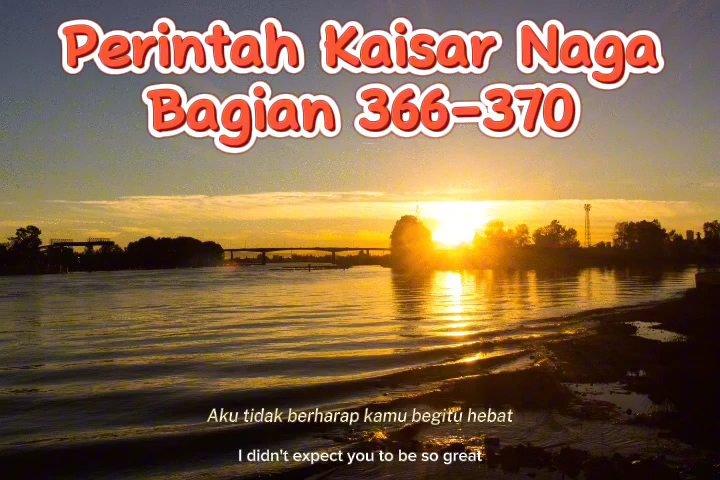 Perintah Kaisar Naga
Bagian 366-370
Aku tidak berharap kamu begitu hebat
I didn't expect you to be so great